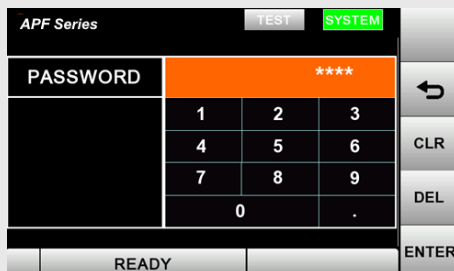 APF Series TEST SYSTEM
PASSWORD ****
1 2 3
4 5 6
CLR
7 8 9
DEL
0 .
READY ENTER